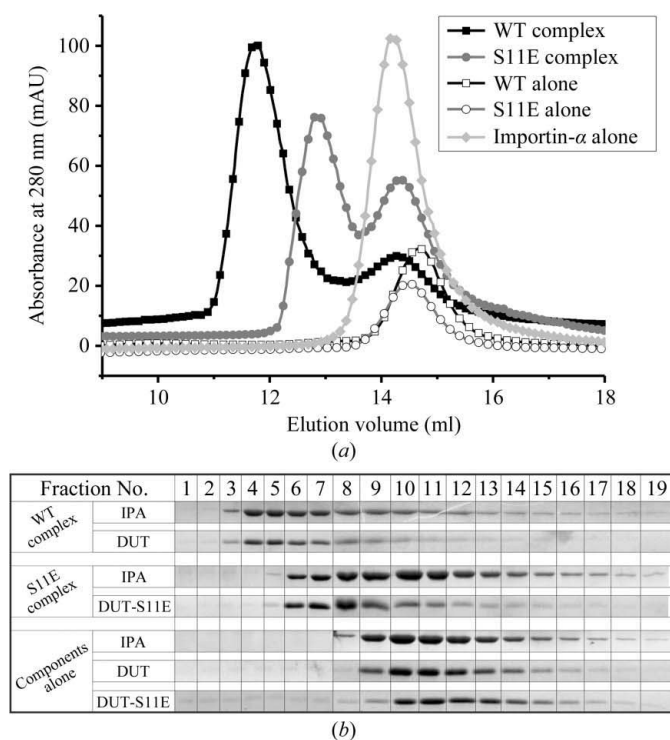 100
80
60
40
20
0
Absorbance at 280 nm (mAU)
WT complex
S11E complex
WT alone
S11E alone
Importin-α alone
10 12 14 16 18
Elution volume (ml)
(a)
Fraction No. 1 2 3 4 5 6 7 8 9 10 11 12 13 14 15 16 17 18 19
WT complex
IPA
DUT
S11E complex
IPA
DUT-S11E
Components alone
IPA
DUT
DUT-S11E
(b)